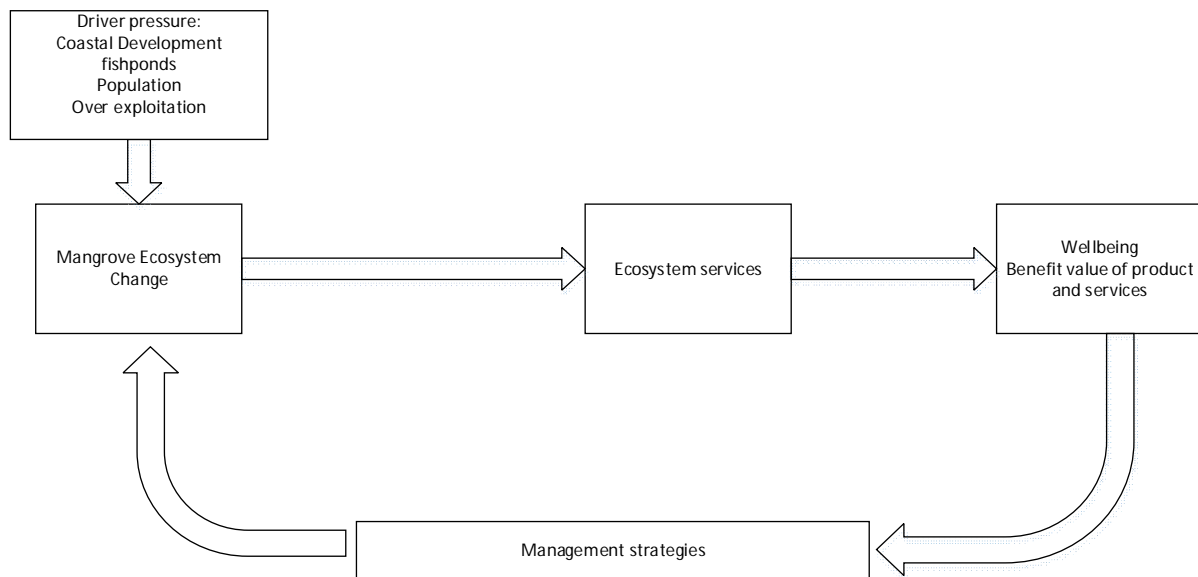 Driver pressure:
Coastal Development
fishponds
Population
Over exploitation
Mangrove Ecosystem
Change
Ecosystem services
Wellbeing
Benefit value of product
and services
Management strategies